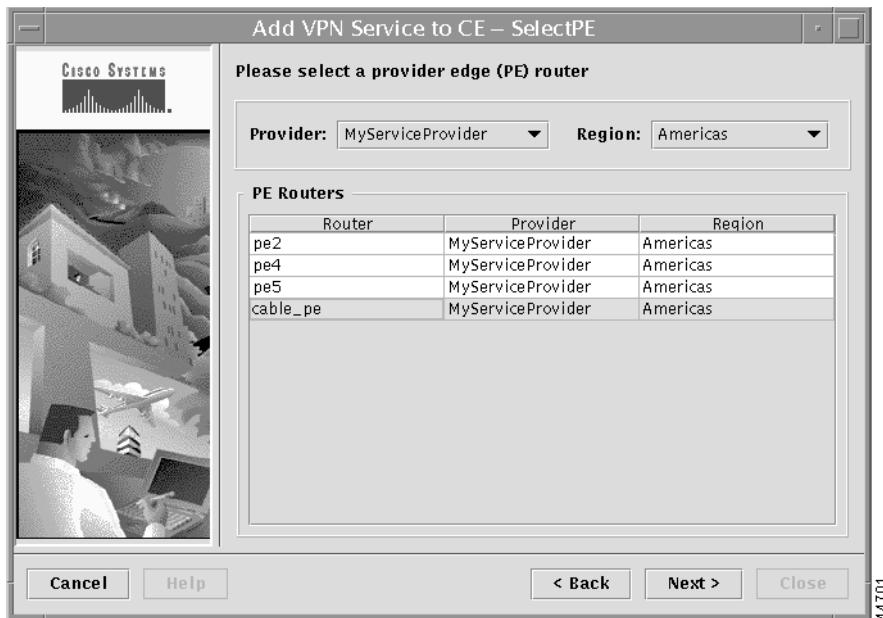 Add VPN Service to CE – SelectPE
CISCO SYSTEMS
Please select a provider edge (PE) router
Provider: MyServiceProvider Region: Americas
PE Routers
Router Provider Region
pe2 MyServiceProvider Americas
pe4 MyServiceProvider Americas
pe5 MyServiceProvider Americas
cable_pe MyServiceProvider Americas
Cancel Help < Back Next > Close
44701